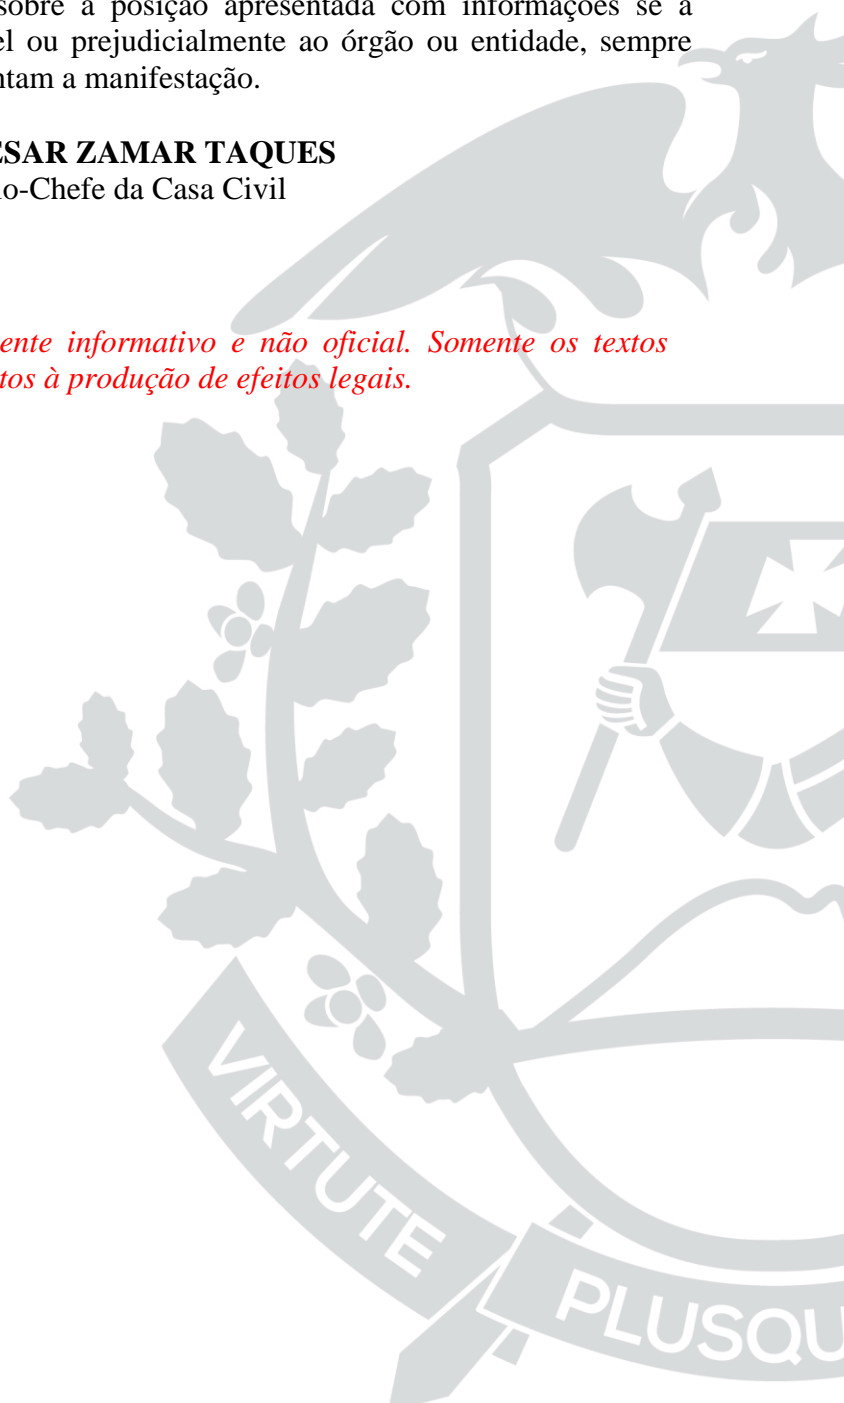 sobre a posição apresentada com informações se a
el ou prejudicialmente ao órgão ou entidade, sempre
ntam a manifestação.
ESAR ZAMAR TAQUES
io-Chefe da Casa Civil
ente informativo e não oficial. Somente os textos
tos à produção de efeitos legais.
VIRTUTE
PLUSQU